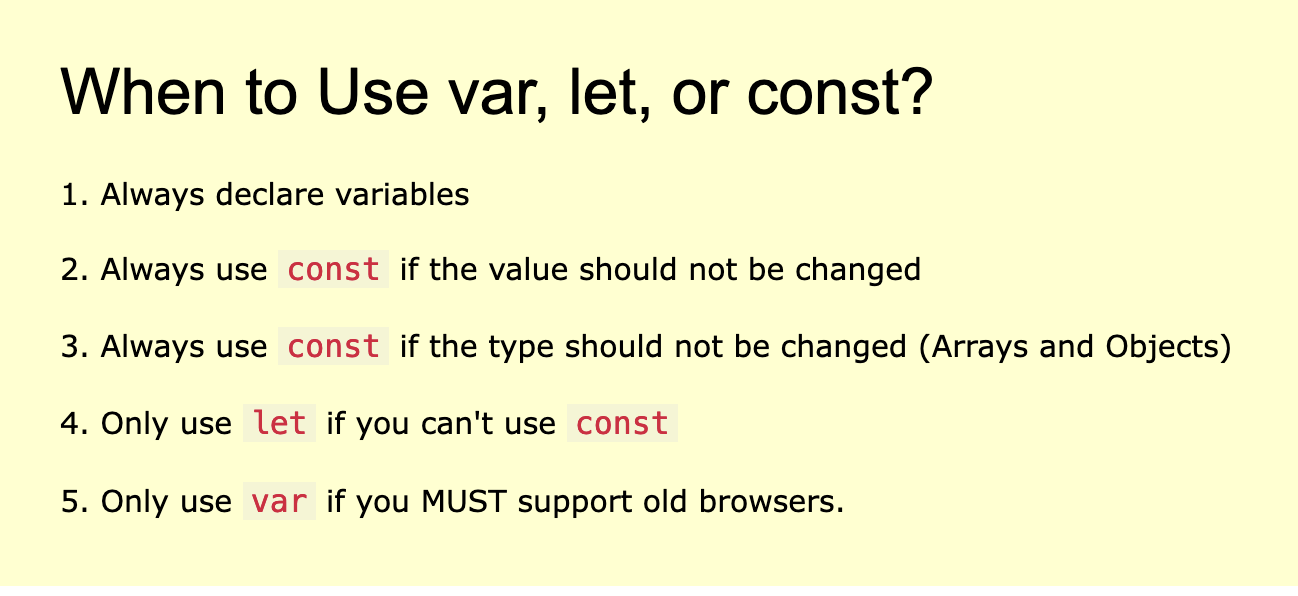 When to Use var, let, or const?
1. Always declare variables
2. Always use const if the value should not be changed
3. Always use const if the type should not be changed (Arrays and Objects)
4. Only use let if you can't use const
5. Only use var if you MUST support old browsers.